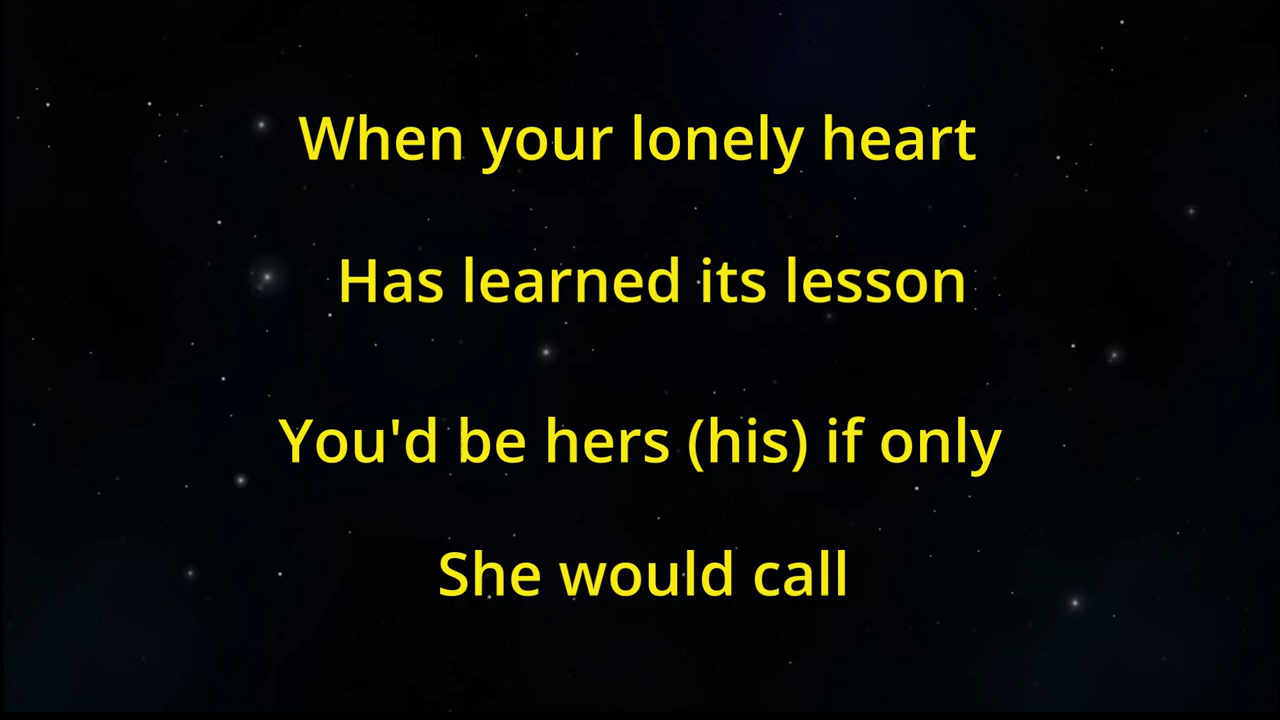 When your lonely heart
Has learned its lesson
You'd be hers (his) if only
She would call